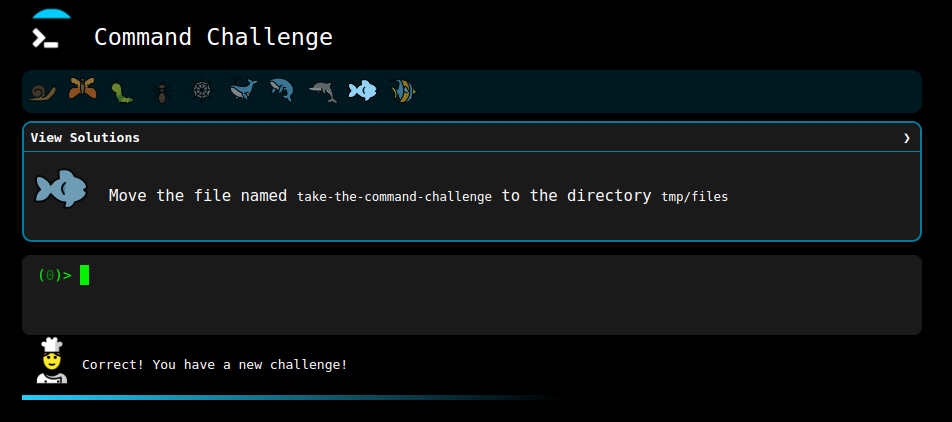 Command Challenge
View Solutions
Move the file named take-the-command-challenge to the directory tmp/files
(0)>
Correct! You have a new challenge!